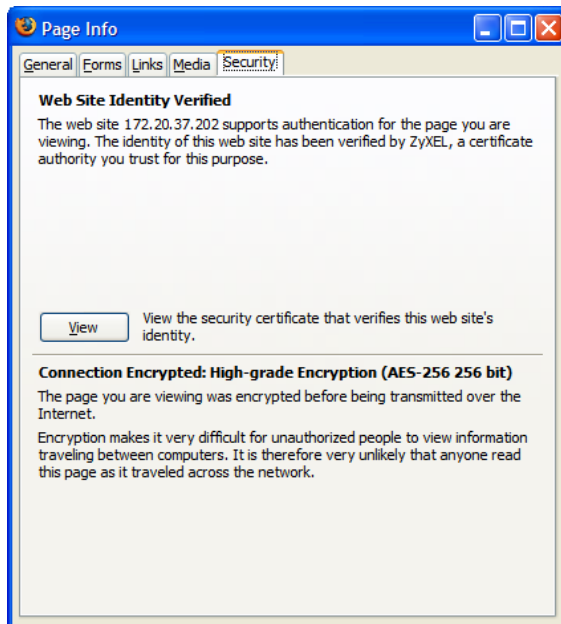 Page Info
General Forms Links Media Security
Web Site Identity Verified
The web site 172.20.37.202 supports authentication for the page you are
viewing. The identity of this web site has been verified by ZyXEL, a certificate
authority you trust for this purpose.
View
View the security certificate that verifies this web site's
identity.
Connection Encrypted: High-grade Encryption (AES-256 256 bit)
The page you are viewing was encrypted before being transmitted over the
Internet.
Encryption makes it very difficult for unauthorized people to view information
traveling between computers. It is therefore very unlikely that anyone read
this page as it traveled across the network.